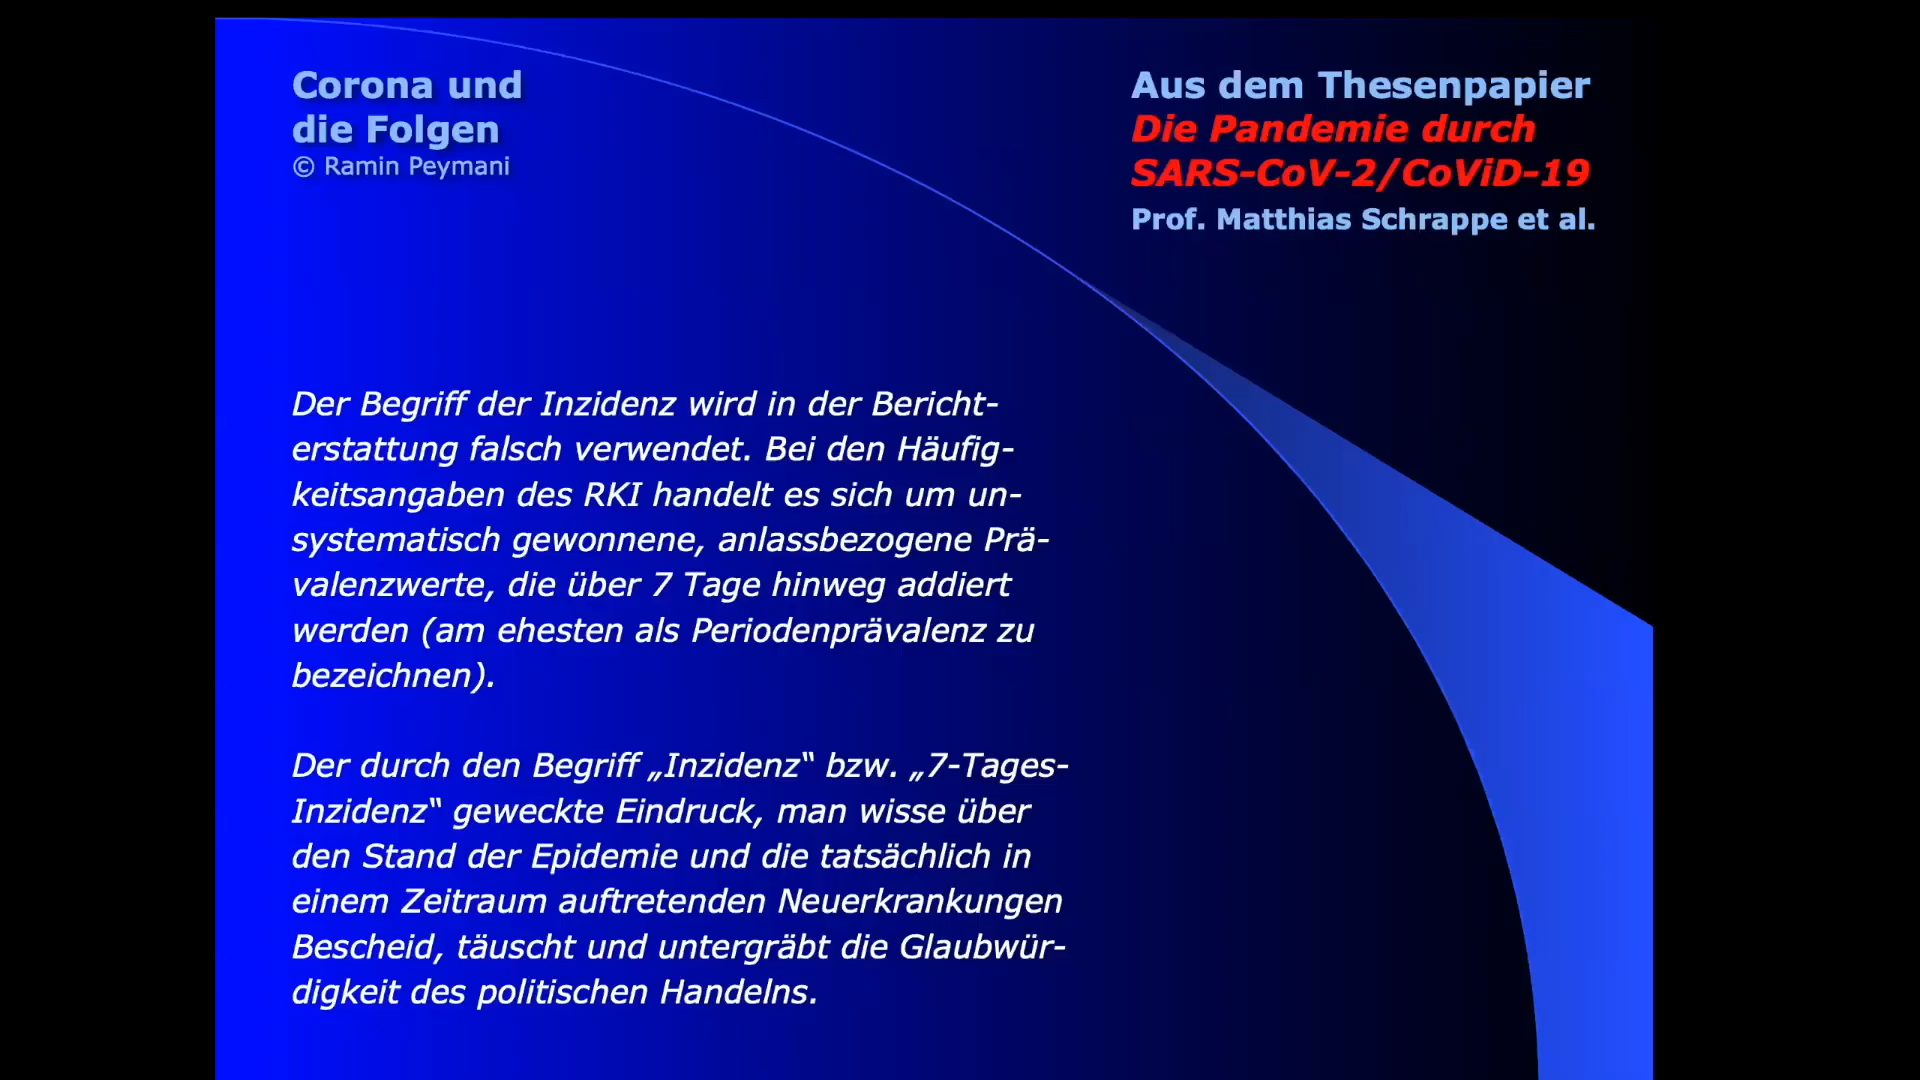 Corona und
die Folgen
© Ramin Peymani
Aus dem Thesenpapier
Die Pandemie durch
SARS-CoV-2/CoViD-19
Prof. Matthias Schrappe et al.
Der Begriff der Inzidenz wird in der Bericht-
erstattung falsch verwendet. Bei den Häufig-
keitsangaben des RKI handelt es sich um un-
systematisch gewonnene, anlassbezogene Prä-
valenzwerte, die über 7 Tage hinweg addiert
werden (am ehesten als Periodenprävalenz zu
bezeichnen).
Der durch den Begriff „Inzidenz“ bzw. „7-Tages-
Inzidenz“ geweckte Eindruck, man wisse über
den Stand der Epidemie und die tatsächlich in
einem Zeitraum auftretenden Neuerkrankungen
Bescheid, täuscht und untergräbt die Glaubwür-
digkeit des politischen Handelns.